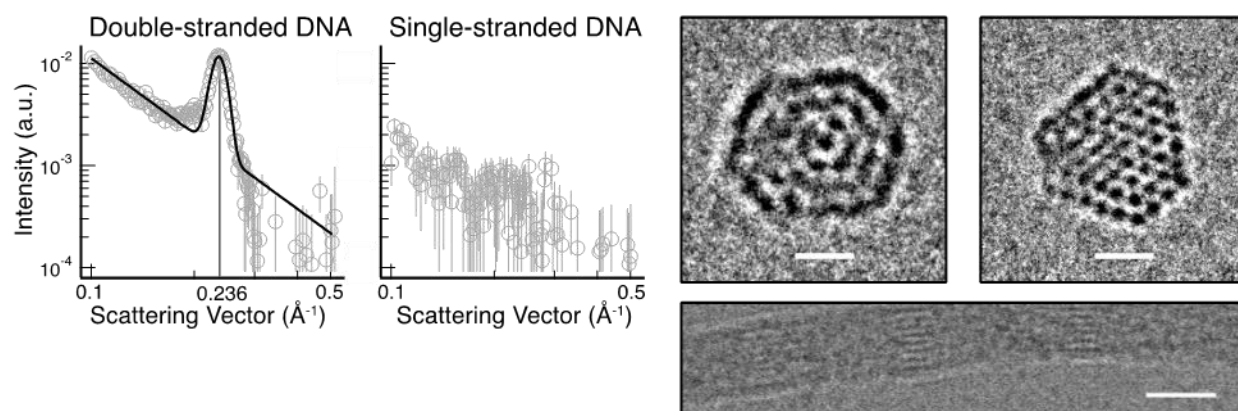 Double-stranded DNA
Single-stranded DNA
Intensity (a.u.)
10-2
10-3
10-4
0.1
0.236
0.5
Scattering Vector (Å-1)
0.1
0.5
Scattering Vector (Å-1)